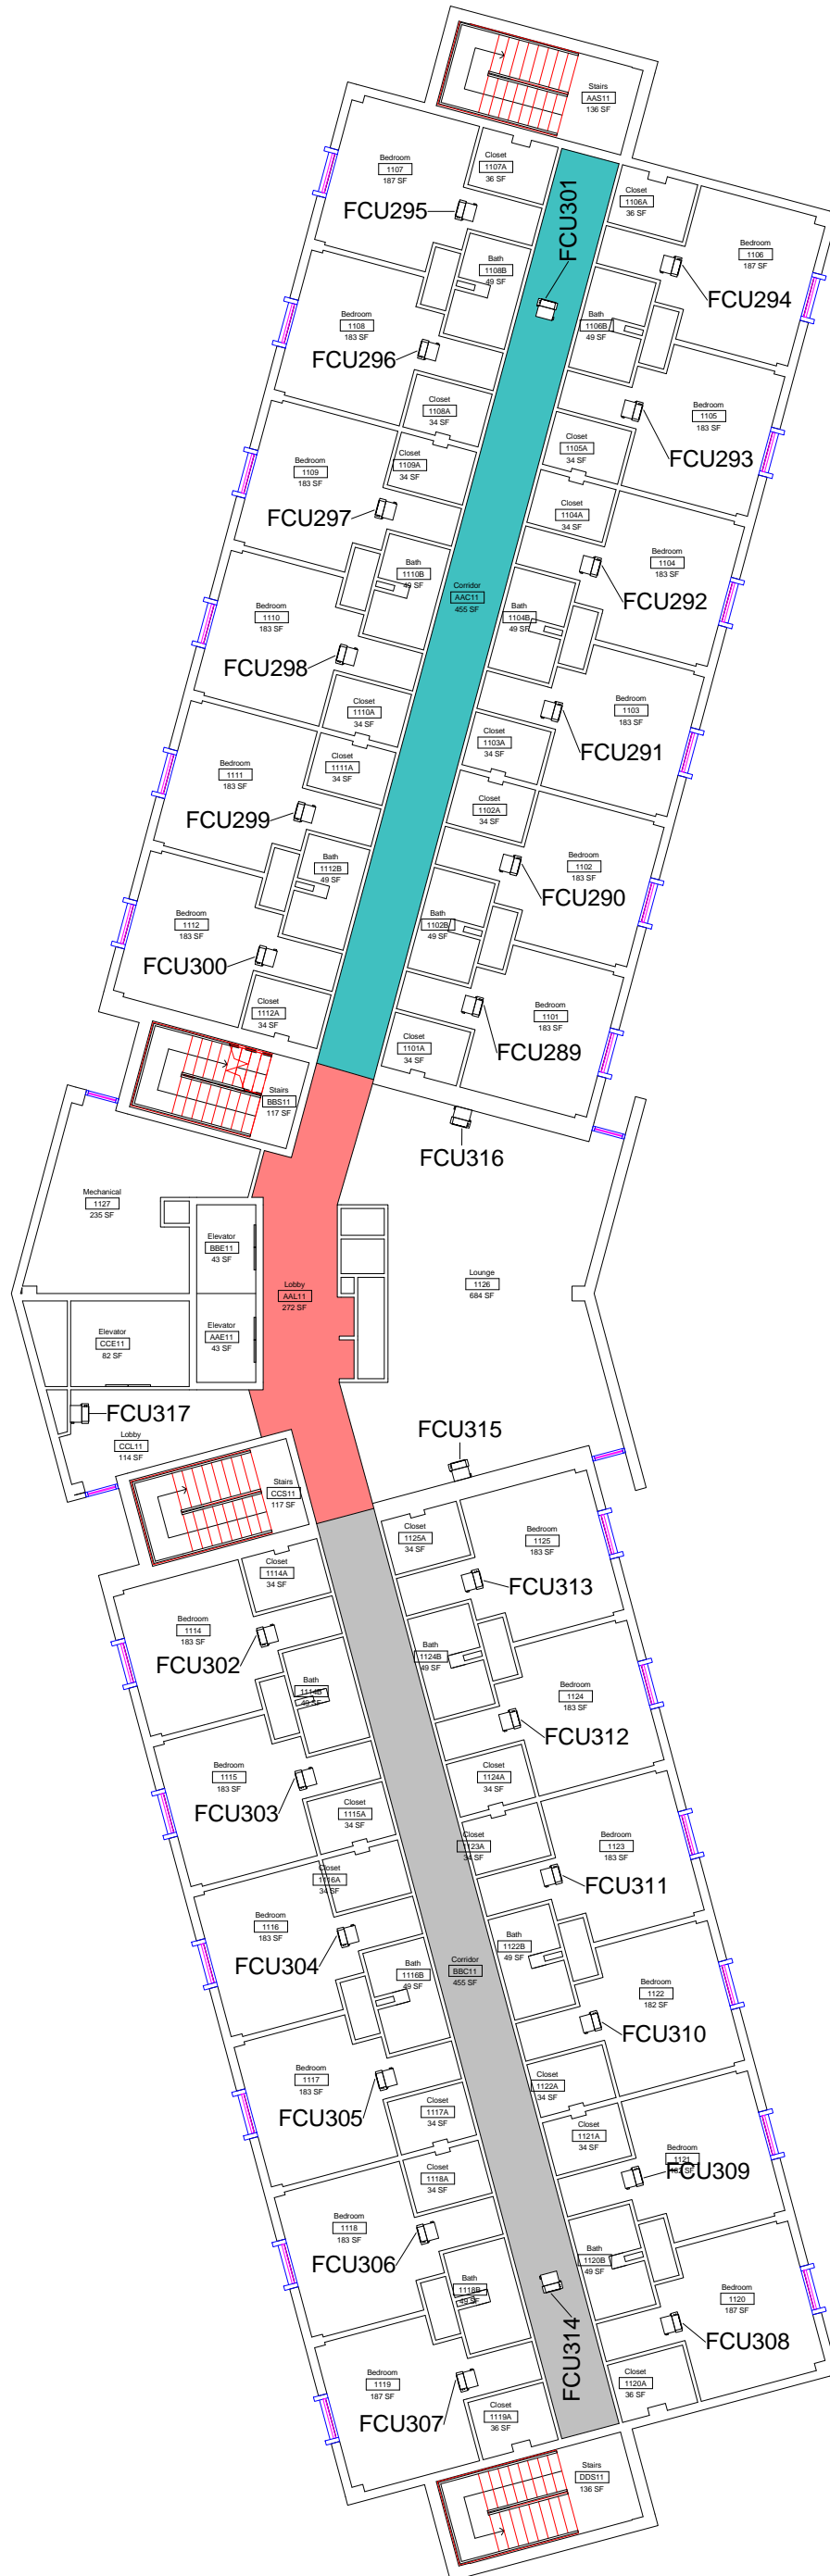 Stairs
AAS11
136 SF
Bedroom
1107
187 SF
Closet
1107A
36 SF
FCU295
FCU301
Closet
1106A
36 SF
Bedroom
1106
187 SF
FCU294
Bath
1108B
49 SF
Bedroom
1108
183 SF
FCU296
Bath
1106B
49 SF
Closet
1108A
34 SF
Bedroom
1105
183 SF
FCU293
Closet
1109A
34 SF
Closet
1105A
34 SF
Bedroom
1109
183 SF
FCU297
Closet
1104A
34 SF
Bedroom
1104
183 SF
FCU292
Bath
1110B
49 SF
Corridor
AAC11
455 SF
Bedroom
1110
183 SF
FCU298
Bath
1104B
49 SF
Closet
1110A
34 SF
Bedroom
1103
183 SF
FCU291
Closet
1103A
34 SF
Closet
1111A
34 SF
Bedroom
1111
183 SF
FCU299
Closet
1102A
34 SF
Bedroom
1102
183 SF
FCU290
Bath
1112B
49 SF
Bedroom
1112
183 SF
FCU300
Bath
1102B
49 SF
Closet
1112A
34 SF
Bedroom
1101
183 SF
FCU289
Closet
1101A
34 SF
Stairs
BBS11
117 SF
FCU316
Mechanical
1127
235 SF
Elevator
BBE11
43 SF
Lobby
AAL11
272 SF
Lounge
1126
684 SF
Elevator
CCE11
82 SF
Elevator
AAE11
43 SF
FCU317
Lobby
CCL11
114 SF
FCU315
Stairs
CCS11
117 SF
Closet
1125A
34 SF
Bedroom
1125
183 SF
FCU313
Closet
1114A
34 SF
Bedroom
1114
183 SF
FCU302
Bath
1114B
49 SF
Bath
1124B
49 SF
Bedroom
1124
183 SF
FCU312
Bedroom
1115
183 SF
FCU303
Closet
1115A
34 SF
Closet
1124A
34 SF
Closet
1123A
34 SF
Bedroom
1123
183 SF
FCU311
Closet
1116A
34 SF
Bedroom
1116
183 SF
FCU304
Bath
1116B
49 SF
Corridor
BBC11
455 SF
Bath
1122B
49 SF
Bedroom
1122
182 SF
FCU310
Bedroom
1117
183 SF
FCU305
Closet
1117A
34 SF
Closet
1122A
34 SF
Closet
1121A
34 SF
Bedroom
1121
SF
FCU309
Closet
1118A
34 SF
Bedroom
1118
183 SF
FCU306
Bath
1118B
49 SF
Bath
1120B
49 SF
Bedroom
1120
187 SF
FCU308
FCU314
Bedroom
1119
187 SF
FCU307
Closet
1119A
36 SF
Closet
1120A
36 SF
Stairs
DDS11
136 SF